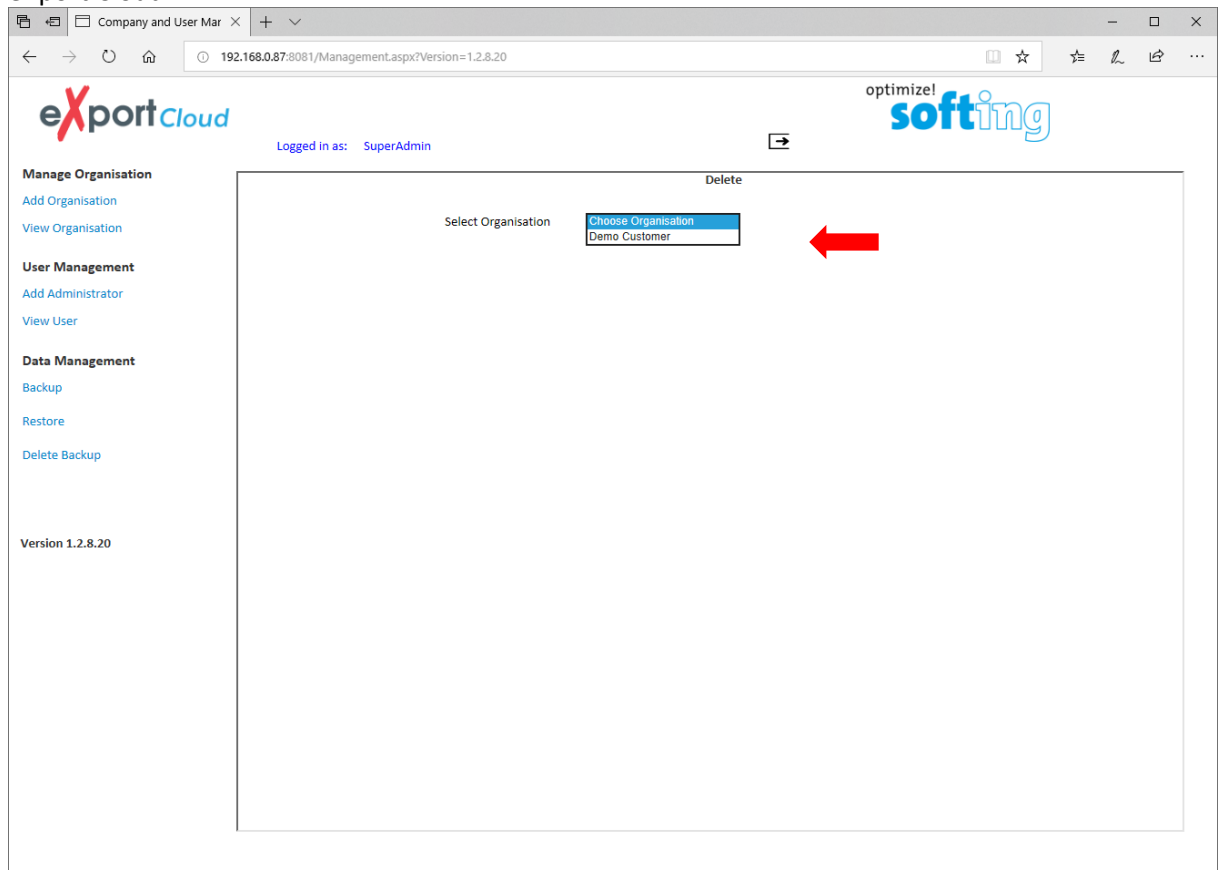 Company and User Mar
192.168.0.87:8081/Management.aspx?Version=1.2.8.20
eXport Cloud
optimize!
softing
Logged in as: SuperAdmin
Manage Organisation
Add Organisation
View Organisation
User Management
Add Administrator
View User
Data Management
Backup
Restore
Delete Backup
Version 1.2.8.20
Delete
Select Organisation
Choose Organisation
Demo Customer